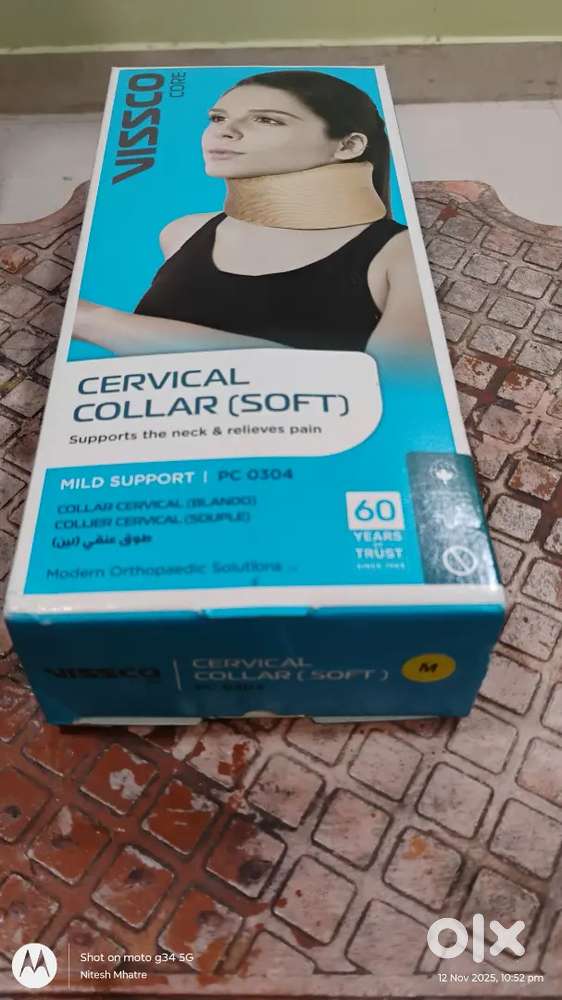 VISSCO
CORE
CERVICAL
COLLAR (SOFT)
Supports the neck & relieves pain
MILD SUPPORT | PC 0304
COLLAR CERVICAL (BLANDO)
COLLIER CERVICAL (SOUPLE)
طوق عنقي (لين)
Modern Orthopaedic Solutions
60
YEARS
OF
TRUST
VISSCO
CERVICAL
COLLAR (SOFT)
PC 0304
M
olx
Shot on moto g34 5G
Nitesh Mhatre
12 Nov 2025, 10:52 pm